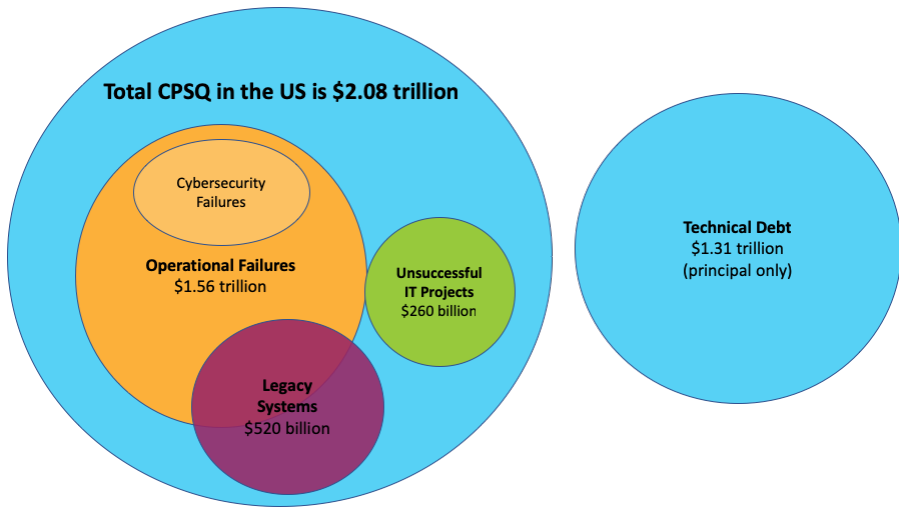 Total CPSQ in the US is $2.08 trillion
Cybersecurity
Failures
Operational Failures
$1.56 trillion
Unsuccessful
IT Projects
$260 billion
Legacy
Systems
$520 billion
Technical Debt
$1.31 trillion
(principal only)